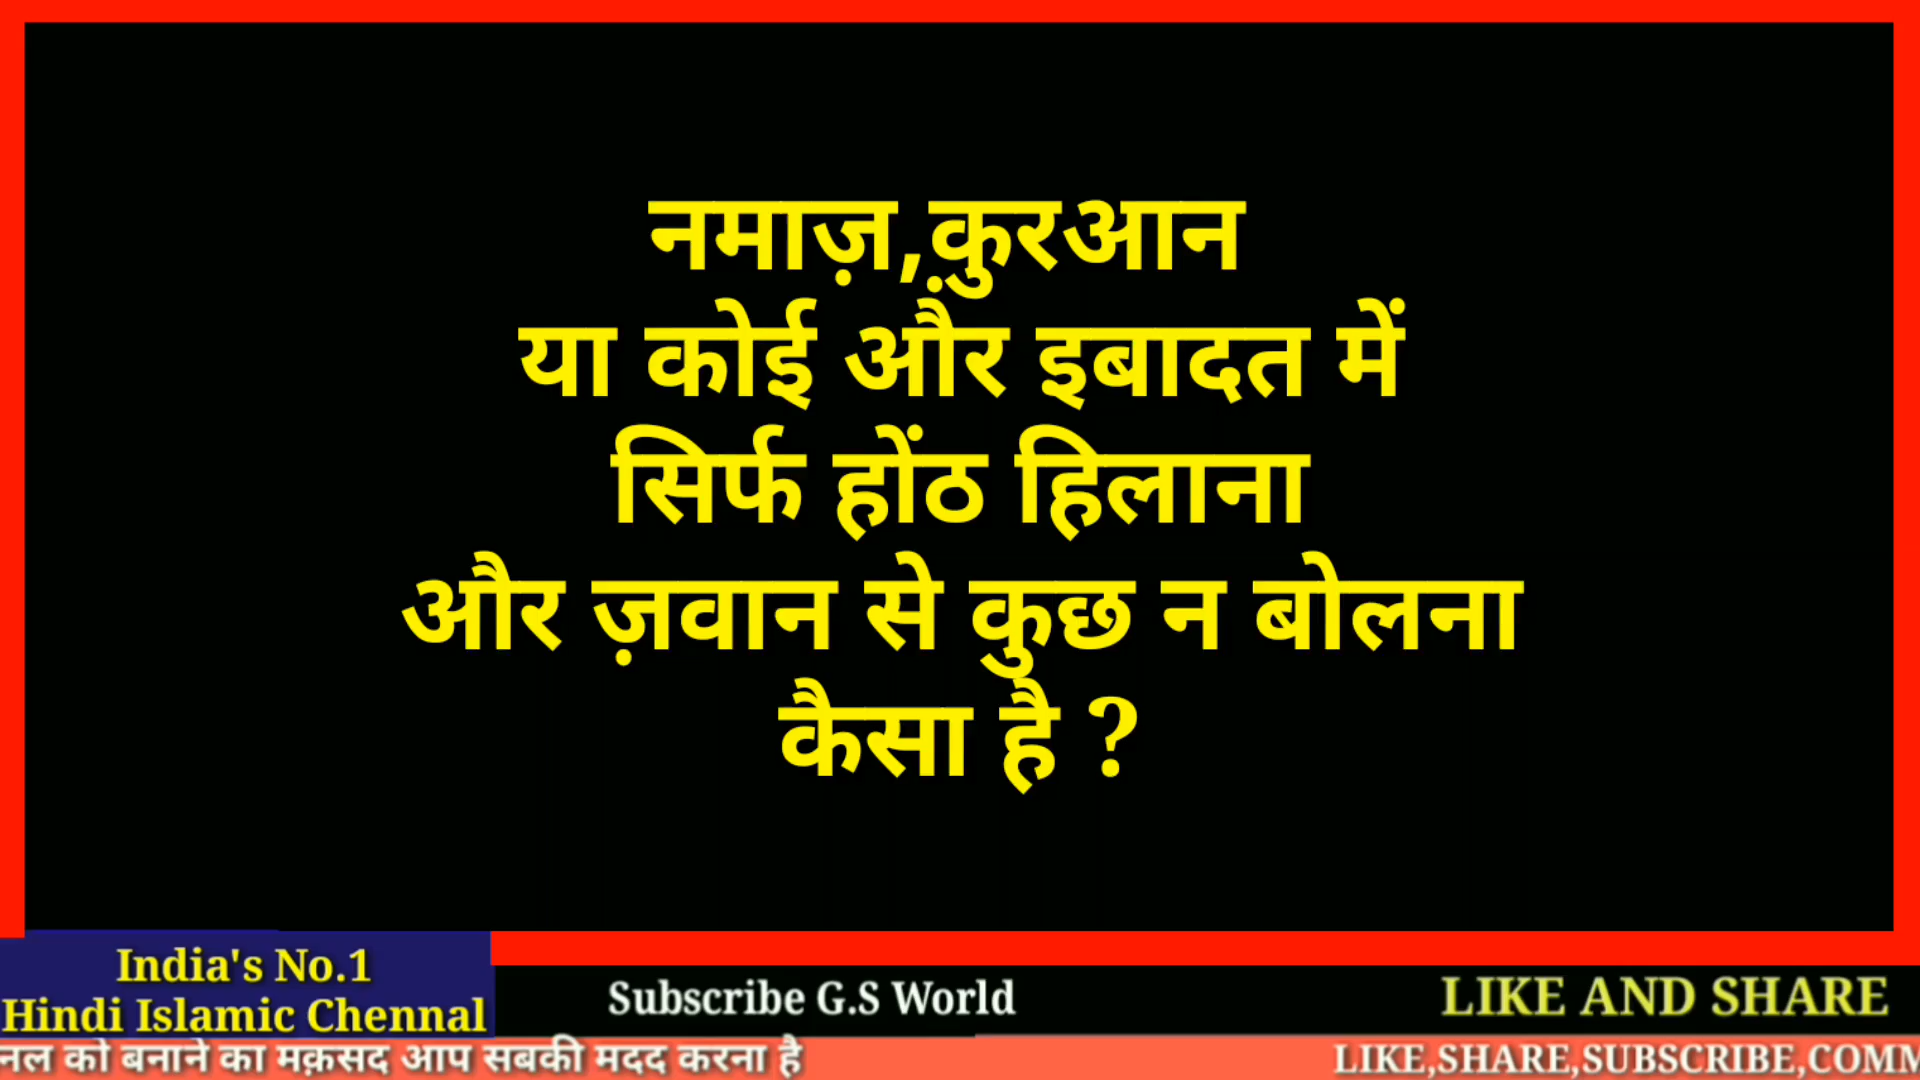 नमाज़,क़ुरआन
या कोई और इबादत में
सिर्फ होंठ हिलाना
और ज़वान से कुछ न बोलना
कैसा है ?
India's No.1
Hindi Islamic Chennal
Subscribe G.S World
LIKE AND SHARE
नल को बनाने का मक़सद आप सबकी मदद करना है
LIKE,SHARE,SUBSCRIBE,COMM